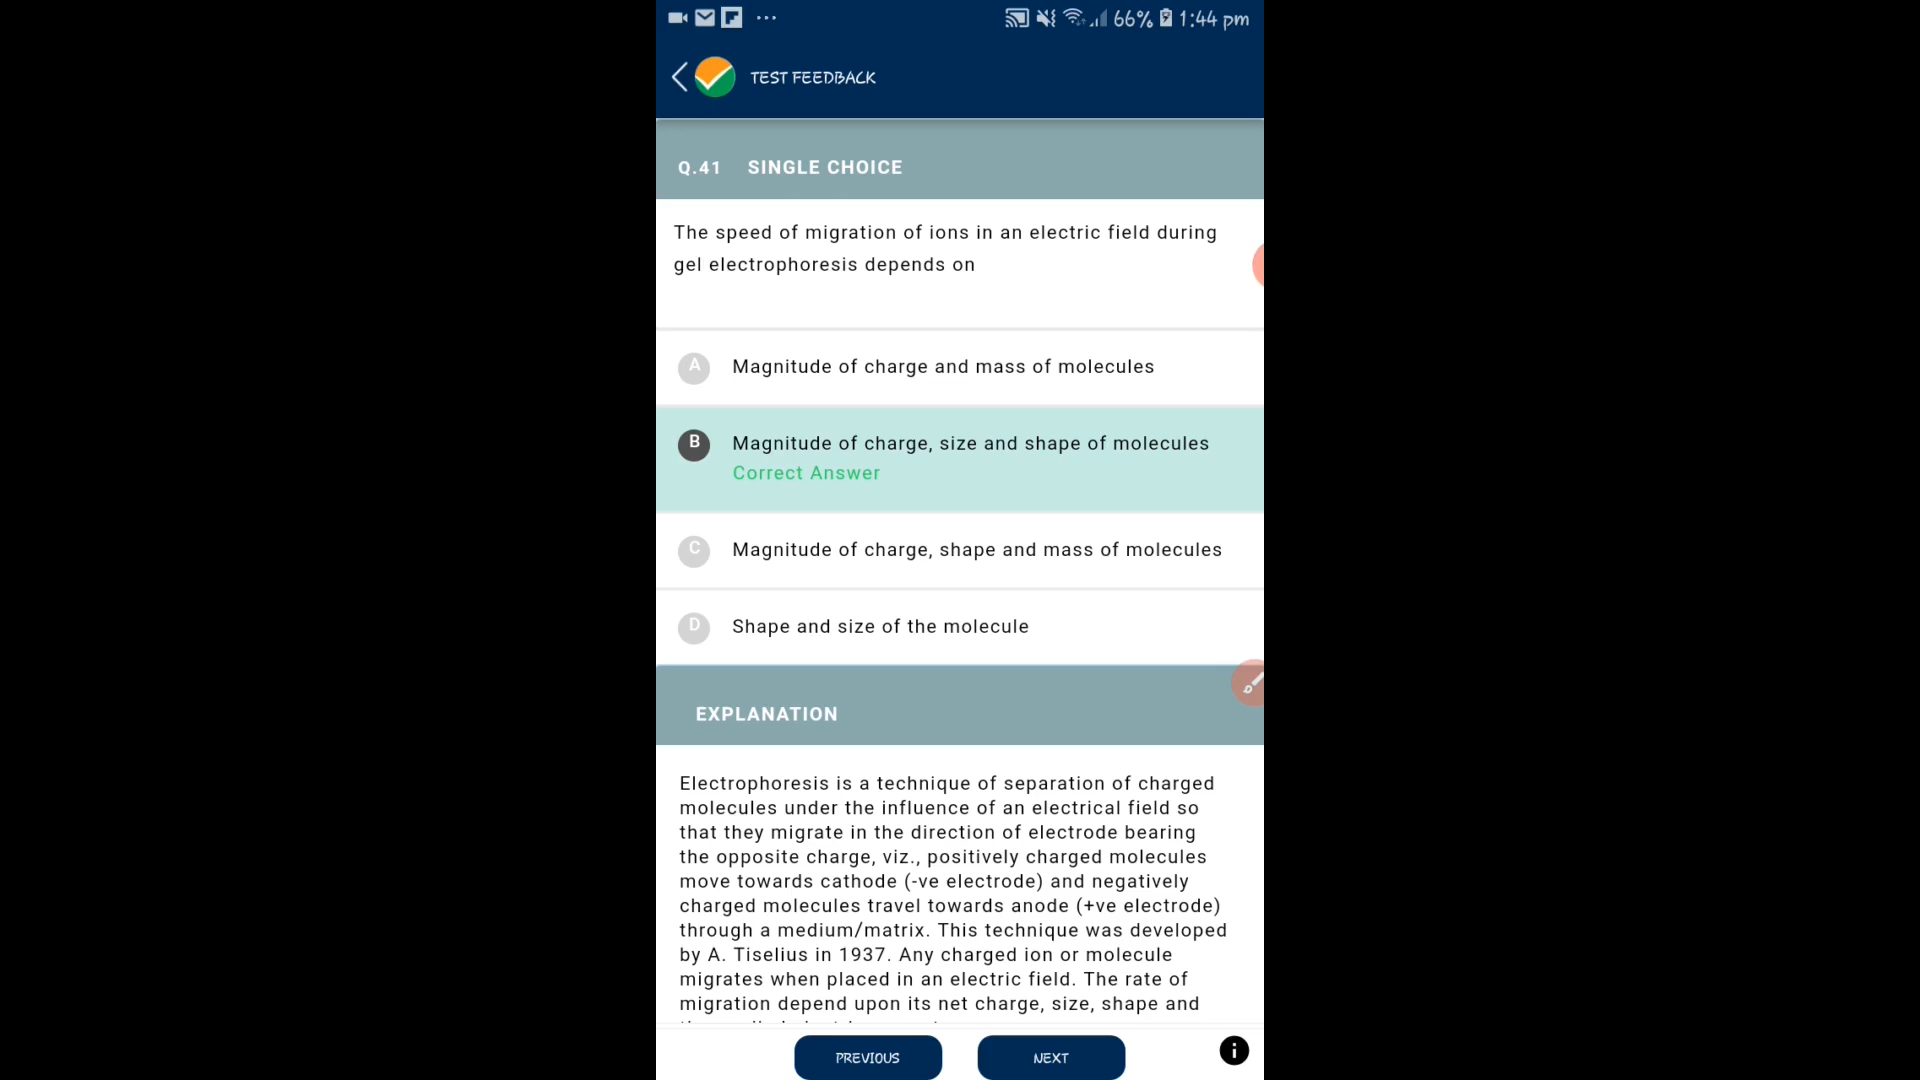 66% 1:44 pm
TEST FEEDBACK
Q.41 SINGLE CHOICE
The speed of migration of ions in an electric field during
gel electrophoresis depends on
A Magnitude of charge and mass of molecules
B Magnitude of charge, size and shape of molecules
Correct Answer
C Magnitude of charge, shape and mass of molecules
D Shape and size of the molecule
EXPLANATION
Electrophoresis is a technique of separation of charged
molecules under the influence of an electrical field so
that they migrate in the direction of electrode bearing
the opposite charge, viz., positively charged molecules
move towards cathode (-ve electrode) and negatively
charged molecules travel towards anode (+ve electrode)
through a medium/matrix. This technique was developed
by A. Tiselius in 1937. Any charged ion or molecule
migrates when placed in an electric field. The rate of
migration depend upon its net charge, size, shape and
PREVIOUS NEXT